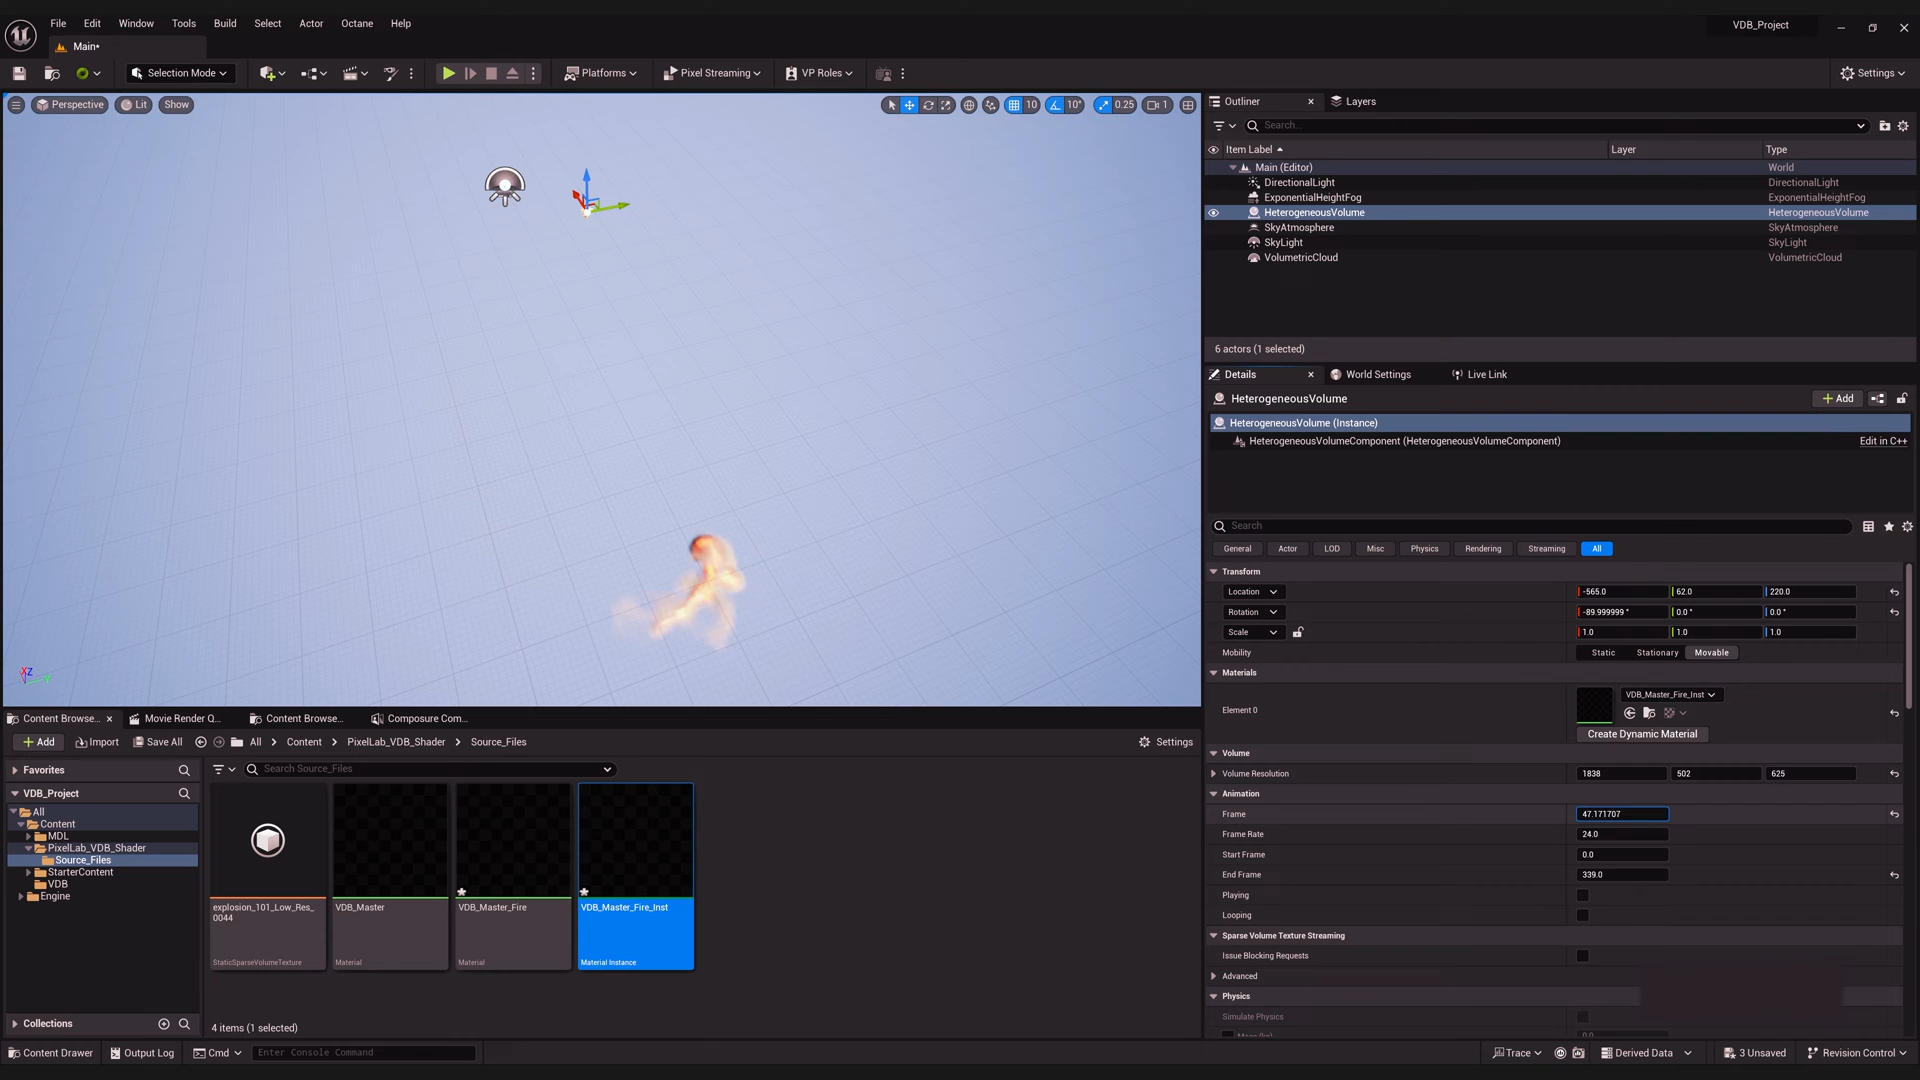 File Edit Window Tools Build Select Actor Octane Help
VDB_Project
Main*
Selection Mode
Platforms
Pixel Streaming
VP Roles
Settings
Perspective Lit Show
10 10° 0.25 1
Outliner Layers
Search...
Item Label Layer Type
Main (Editor) World
DirectionalLight DirectionalLight
ExponentialHeightFog ExponentialHeightFog
HeterogeneousVolume HeterogeneousVolume
SkyAtmosphere SkyAtmosphere
SkyLight SkyLight
VolumetricCloud VolumetricCloud
6 actors (1 selected)
Details World Settings Live Link
HeterogeneousVolume
Add
HeterogeneousVolume (Instance)
HeterogeneousVolumeComponent (HeterogeneousVolumeComponent)
Edit in C++
Search
General Actor LOD Misc Physics Rendering Streaming All
Transform
Location -565.0 62.0 220.0
Rotation -89.999999 ° 0.0 ° 0.0 °
Scale 1.0 1.0 1.0
Mobility Static Stationary Movable
Materials
Element 0
VDB_Master_Fire_Inst
Create Dynamic Material
Volume
Volume Resolution 1838 502 625
Animation
Frame 47.171707
Frame Rate 24.0
Start Frame 0.0
End Frame 339.0
Playing
Looping
Sparse Volume Texture Streaming
Issue Blocking Requests
Advanced
Physics
Simulate Physics
XZ
Y
Content Browse... Movie Render Q... Content Browse... Composure Com...
Add Import Save All All Content PixelLab_VDB_Shader Source_Files Settings
Favorites
Search Source_Files
VDB_Project
All
Content
MDL
PixelLab_VDB_Shader
Source_Files
StarterContent
VDB
Engine
Collections
explosion_101_Low_Res_
0044
StaticSparseVolumeTexture
VDB_Master
Material
VDB_Master_Fire
Material
VDB_Master_Fire_Inst
Material Instance
4 items (1 selected)
Content Drawer Output Log Cmd Enter Console Command
Trace Derived Data 3 Unsaved Revision Control